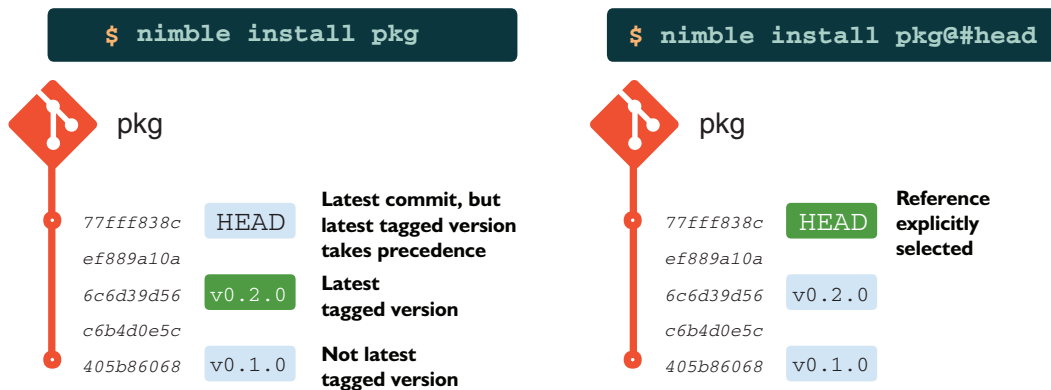 $ nimble install pkg
pkg
77fff838c HEAD Latest commit, but
latest tagged version
takes precedence
ef889a10a
6c6d39d56 v0.2.0 Latest
tagged version
c6b4d0e5c
405b86068 v0.1.0 Not latest
tagged version
$ nimble install pkg@#head
pkg
77fff838c HEAD Reference
explicitly
selected
ef889a10a
6c6d39d56 v0.2.0
c6b4d0e5c
405b86068 v0.1.0